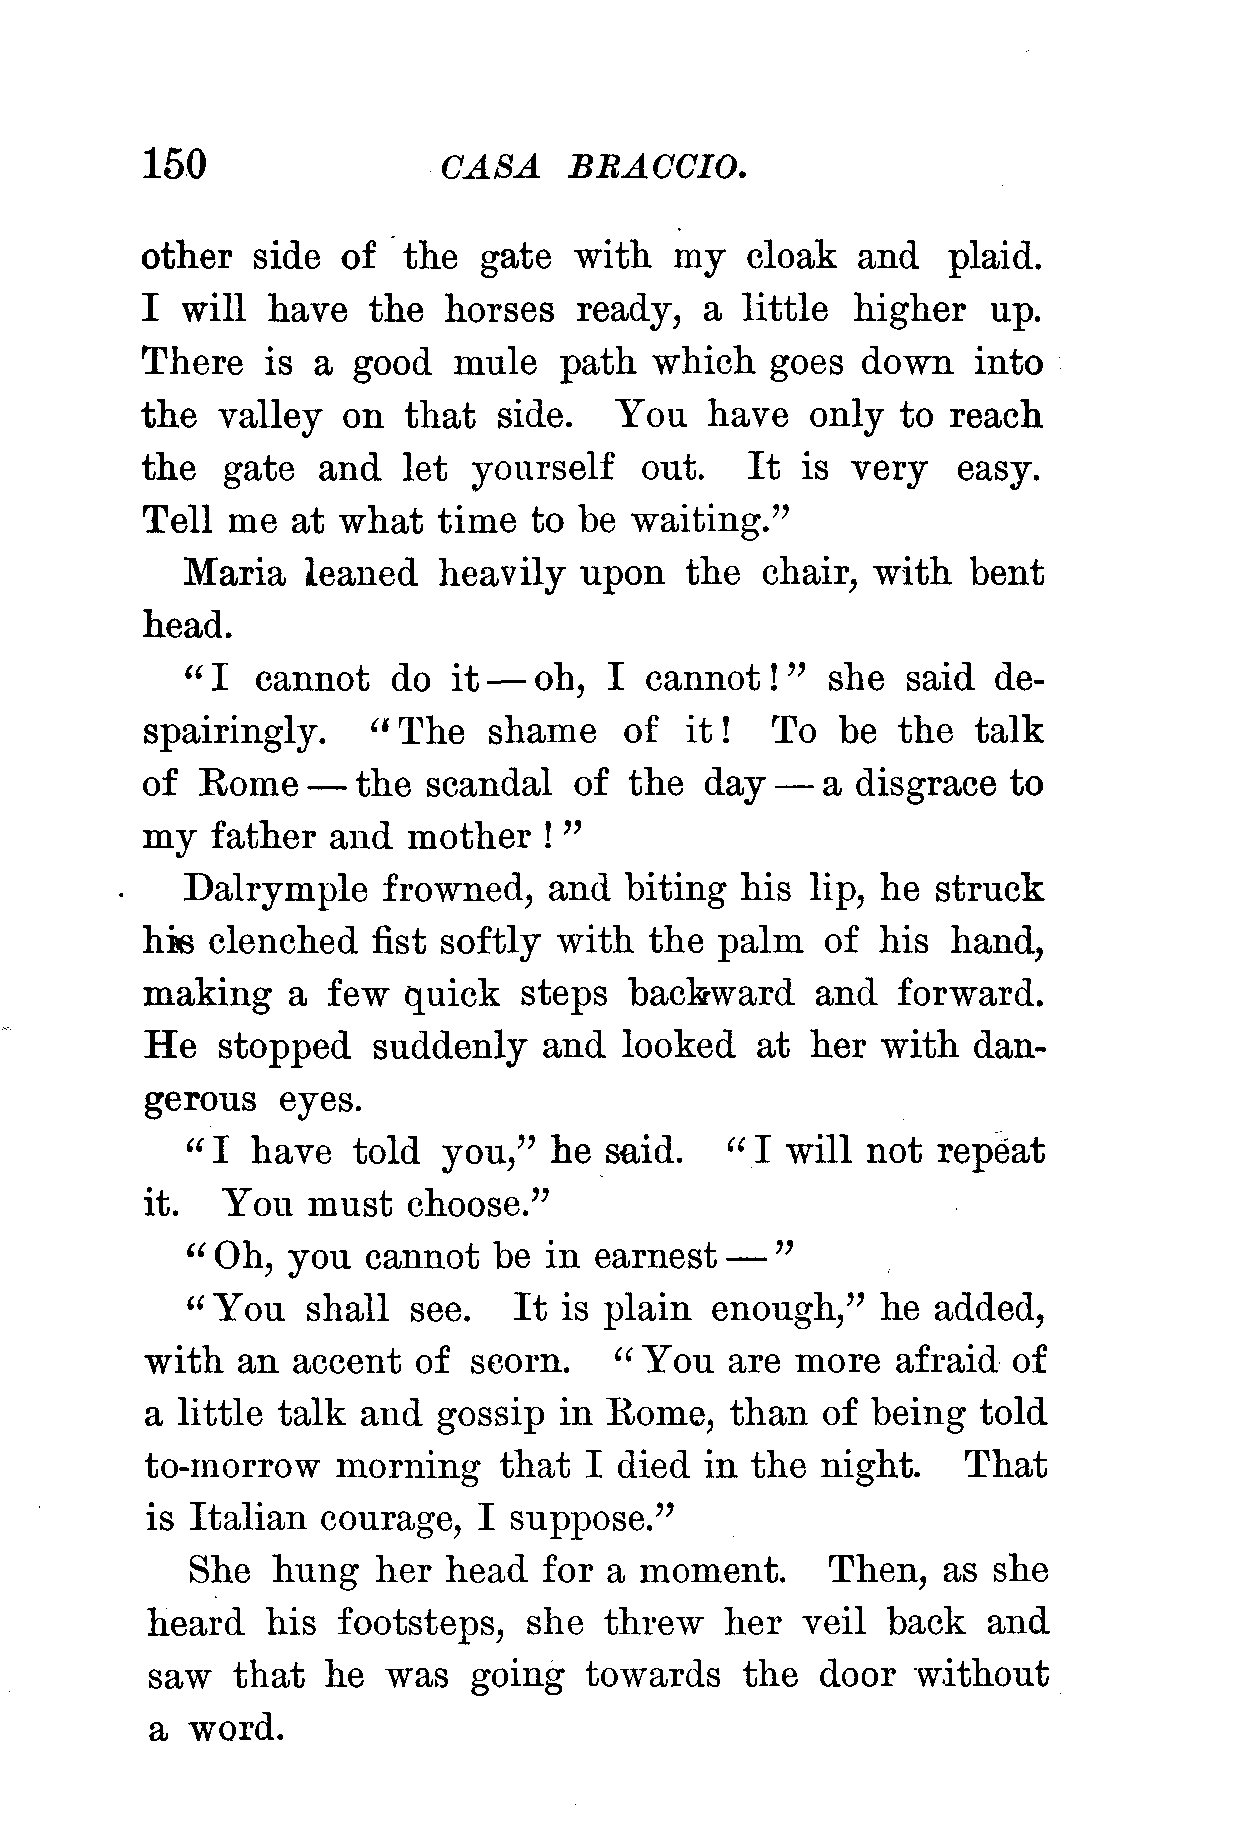 150 CASA BRACCIO.
other side of the gate with my cloak and plaid.
I will have the horses ready, a little higher up.
There is a good mule path which goes down into
the valley on that side. You have only to reach
the gate and let yourself out. It is very easy.
Tell me at what time to be waiting.”
Maria leaned heavily upon the chair, with bent
head.
“I cannot do it—oh, I cannot!” she said de-
spairingly. “The shame of it! To be the talk
of Rome—the scandal of the day—a disgrace to
my father and mother!”
Dalrymple frowned, and biting his lip, he struck
his clenched fist softly with the palm of his hand,
making a few quick steps backward and forward.
He stopped suddenly and looked at her with dan-
gerous eyes.
“I have told you,” he said. “I will not repeat
it. You must choose.”
“Oh, you cannot be in earnest—”
“You shall see. It is plain enough,” he added,
with an accent of scorn. “You are more afraid of
a little talk and gossip in Rome, than of being told
to-morrow morning that I died in the night. That
is Italian courage, I suppose.”
She hung her head for a moment. Then, as she
heard his footsteps, she threw her veil back and
saw that he was going towards the door without
a word.